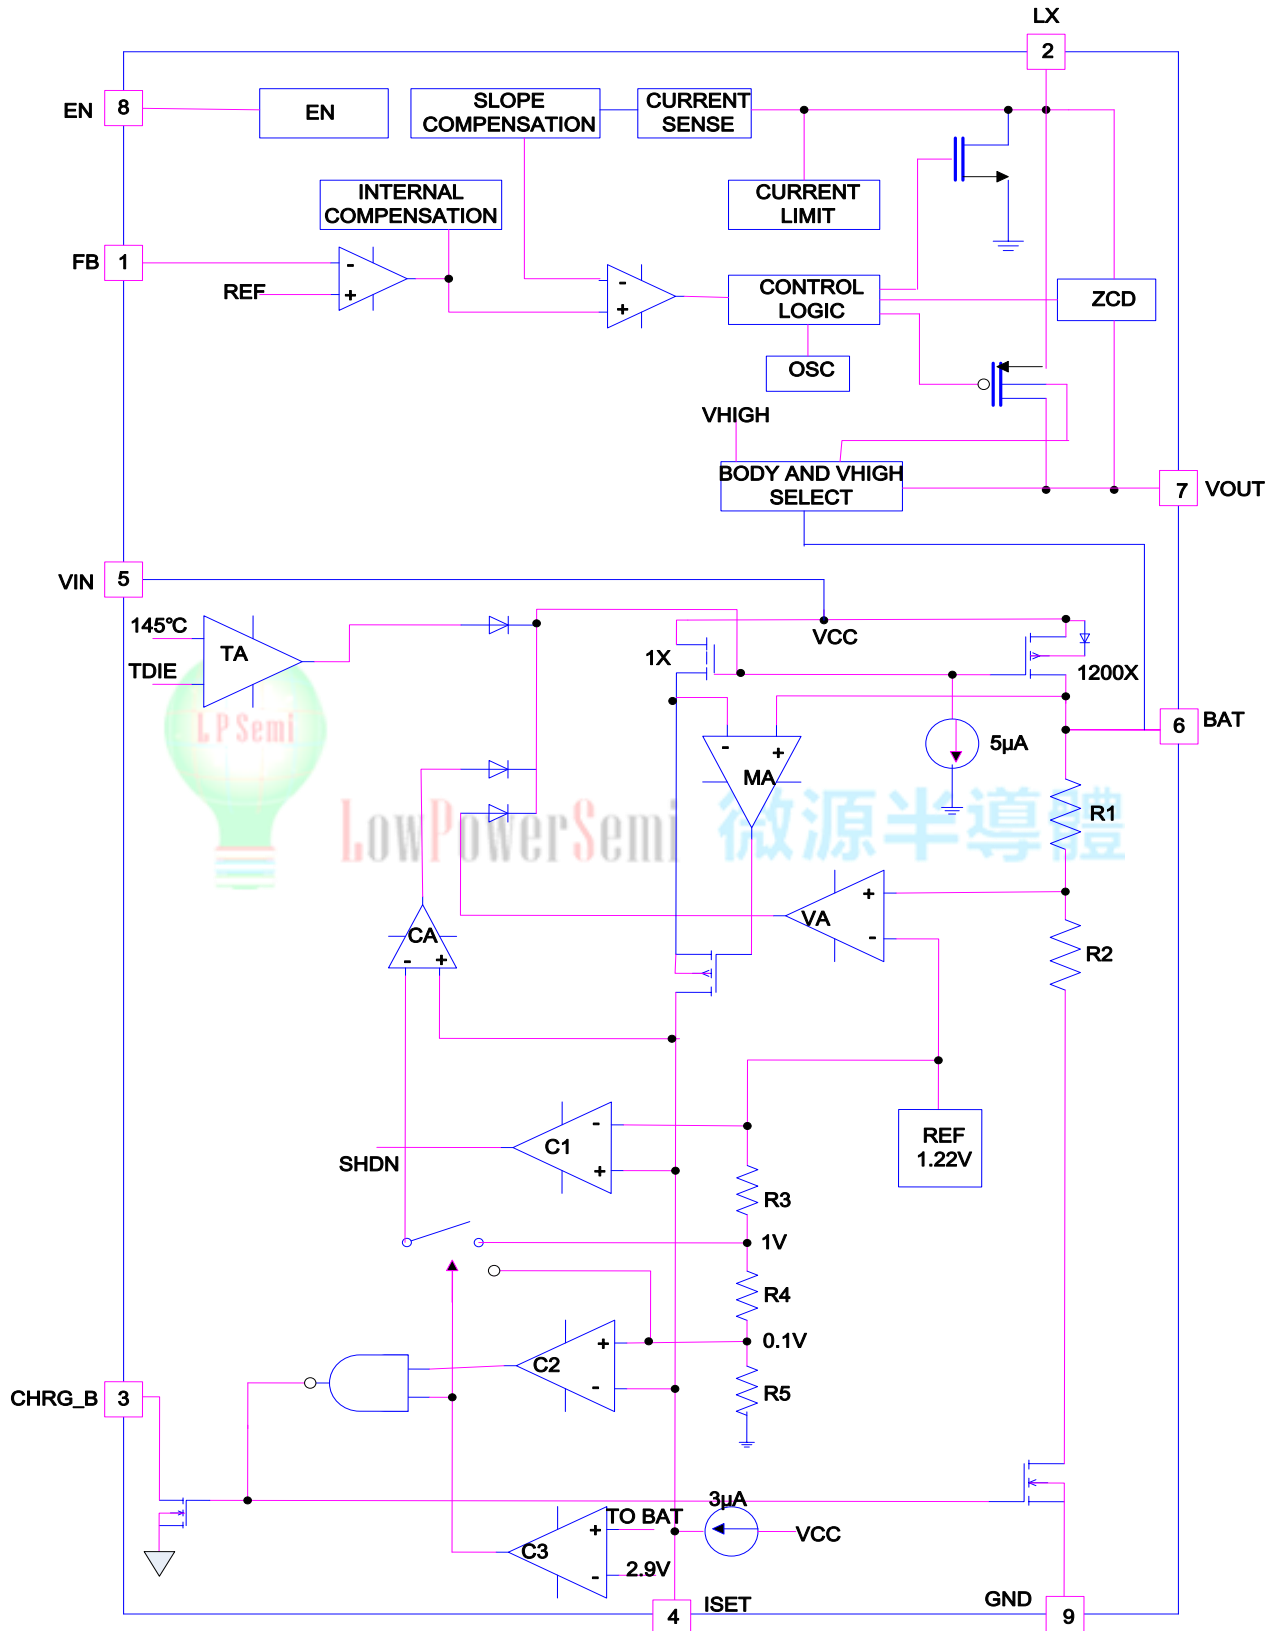 LX
2
EN
8
EN
SLOPE
COMPENSATION
CURRENT
SENSE
INTERNAL
COMPENSATION
CURRENT
LIMIT
FB
1
REF
-
+
-
+
CONTROL
LOGIC
ZCD
OSC
VHIGH
BODY AND VHIGH
SELECT
7
VOUT
VIN
5
145℃
TA
TDIE
VCC
1X
1200X
LPSemi
6
BAT
-
+
MA
5µA
LowPowerSemi 微源半導體
R1
+
VA
-
CA
-
+
R2
-
C1
+
SHDN
REF
1.22V
R3
1V
R4
0.1V
+
C2
-
R5
CHRG_B
3
3µA
TO BAT
+
C3
-
2.9V
VCC
ISET
4
GND
9